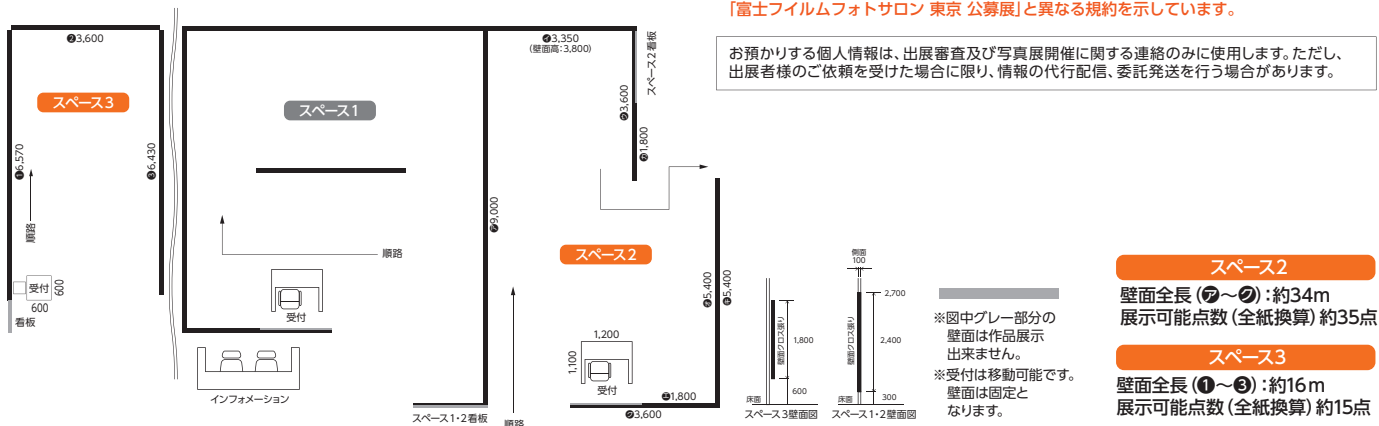 「富士フイルムフォトサロン 東京 公募展」と異なる規約を示しています。
お預かりする個人情報は、出展審査及び写真展開催に関する連絡のみに使用します。ただし、
出展者様のご依頼を受けた場合に限り、情報の代行配信、委託発送を行う場合があります。
❷3,600
スペース3
❶6,570
❸6,430
順路
受付
600
600
看板
スペース1
順路
受付
インフォメーション
㋐9,000
スペース1・2看板
㋑3,350
(壁面高:3,800)
スペース2看板
㋒3,600
1,800
スペース2
5,400
5,400
1,200
1,100
受付
㋓1,800
㋗3,600
順路
壁面クロス張り
1,800
600
床面
スペース3壁面図
側面
100
2,700
壁面クロス張り
2,400
300
床面
スペース1・2壁面図
※図中グレー部分の
壁面は作品展示
出来ません。
※受付は移動可能です。
壁面は固定と
なります。
スペース2
壁面全長(㋐～㋗):約34m
展示可能点数(全紙換算)約35点
スペース3
壁面全長(❶～❸):約16m
展示可能点数(全紙換算)約15点